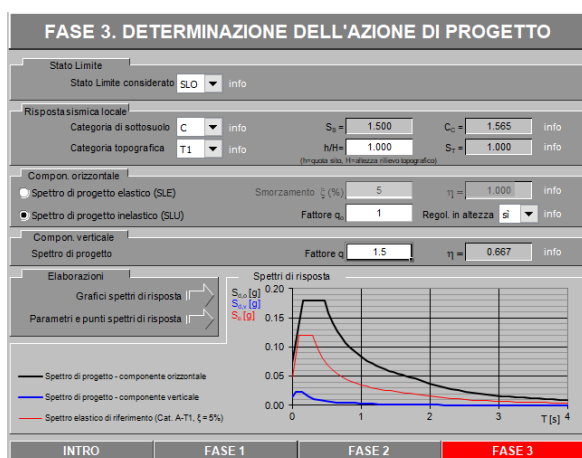 FASE 3. DETERMINAZIONE DELL'AZIONE DI PROGETTO
Stato Limite
Stato Limite considerato SLO info
Risposta sismica locale
Categoria di sottosuolo C info SS = 1.500 CC = 1.565 info
Categoria topografica T1 info h/H= 1.000 ST = 1.000 info
(h=quota sito, H=altezza rilievo topografico)
Compon. orizzontale
Spettro di progetto elastico (SLE) Smorzamento ξ (%) 5 η = 1.000 info
Spettro di progetto inelastico (SLU) Fattore qo 1 Regol. in altezza sì info
Compon. verticale
Spettro di progetto Fattore q 1.5 η = 0.667 info
Elaborazioni
Grafici spettri di risposta
Parametri e punti spettri di risposta
Spettri di risposta
Sd,o [g]
Sd,v [g]
Se [g]
0.20
0.15
0.10
0.05
0.00
0 1 2 3 4
T [s]
Spettro di progetto - componente orizzontale
Spettro di progetto - componente verticale
Spettro elastico di riferimento (Cat. A-T1, ξ = 5%)
INTRO FASE 1 FASE 2 FASE 3